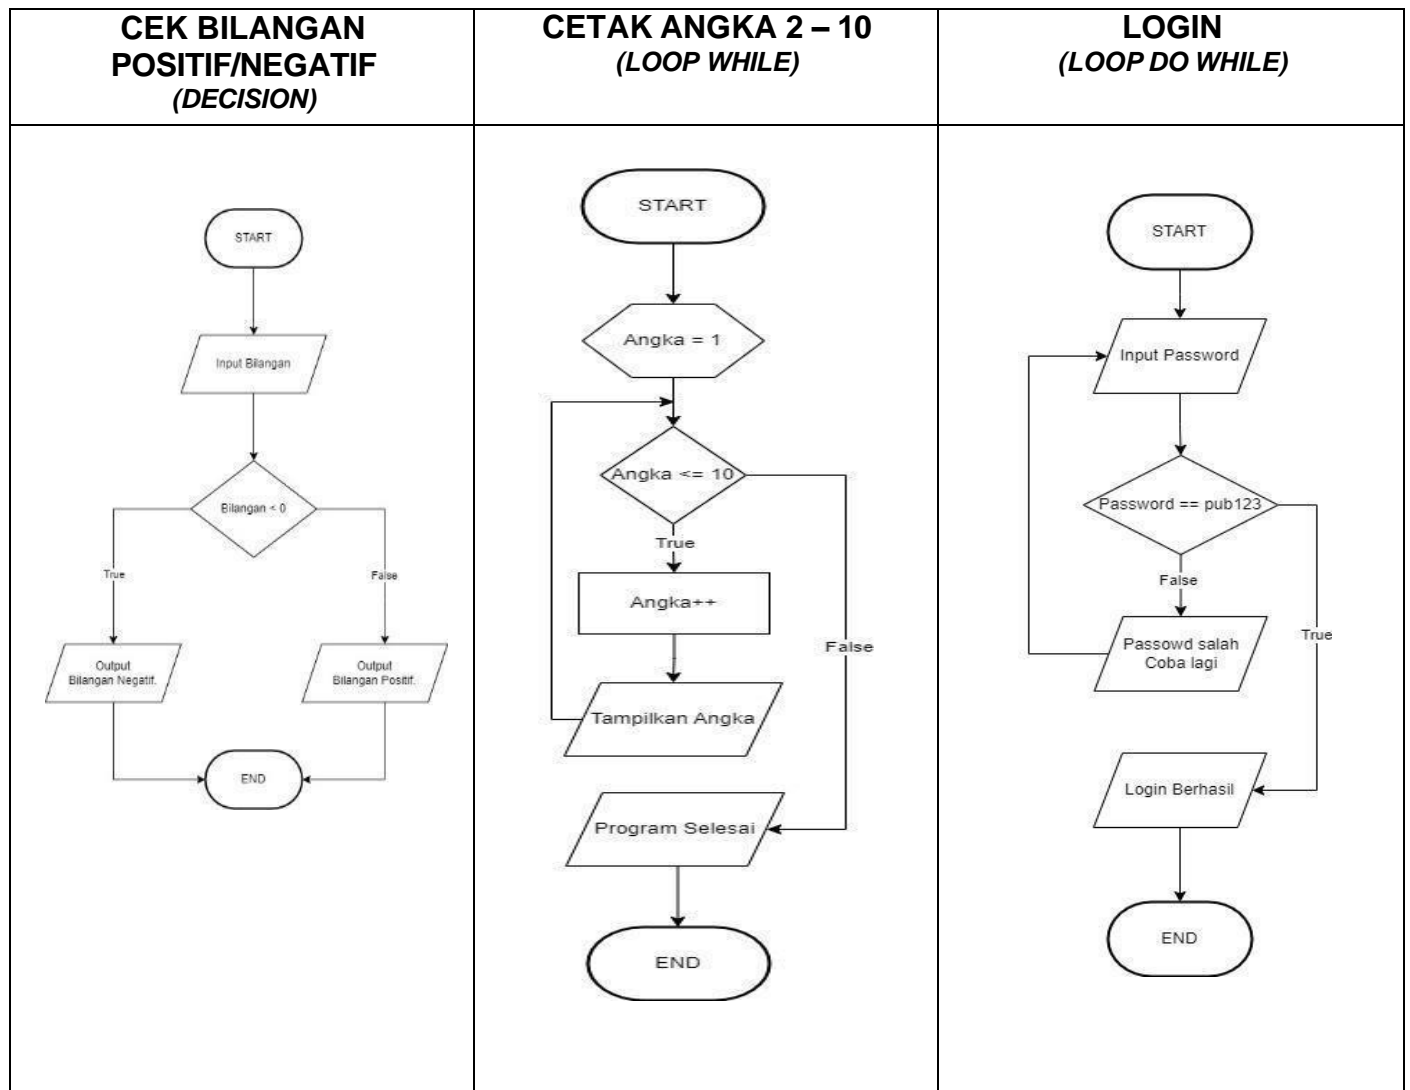 CEK BILANGAN
POSITIF/NEGATIF
(DECISION)
CETAK ANGKA 2 – 10
(LOOP WHILE)
LOGIN
(LOOP DO WHILE)
START
Input Bilangan
Bilangan < 0
True
False
Output
Bilangan Negatif.
Output
Bilangan Positif.
END
START
Angka = 1
Angka <= 10
True
Angka++
False
Tampilkan Angka
Program Selesai
END
START
Input Password
Password == pub123
False
True
Passowd salah
Coba lagi
Login Berhasil
END